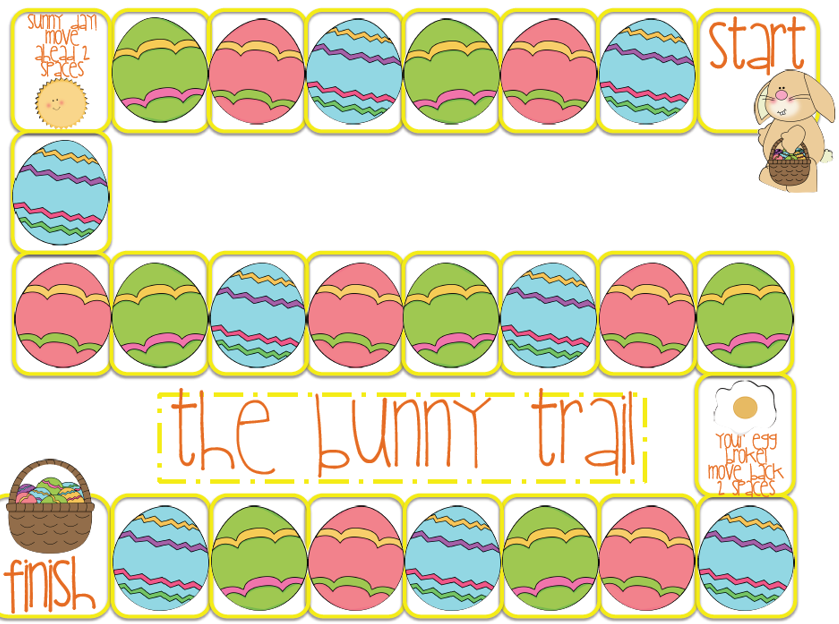 sunny day!
move
ahead 2
spaces
start
the bunny trail
your egg
broke!
move back
2 spaces
finish